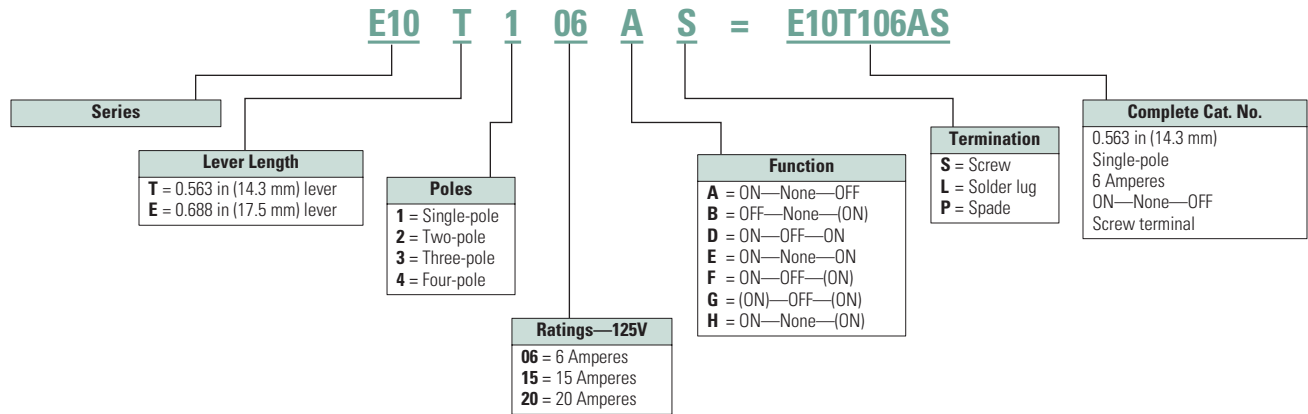 E10 T 1 06 A S = E10T106AS
Series
Lever Length
T = 0.563 in (14.3 mm) lever
E = 0.688 in (17.5 mm) lever
Poles
1 = Single-pole
2 = Two-pole
3 = Three-pole
4 = Four-pole
Ratings—125V
06 = 6 Amperes
15 = 15 Amperes
20 = 20 Amperes
Function
A = ON—None—OFF
B = OFF—None—(ON)
D = ON—OFF—ON
E = ON—None—ON
F = ON—OFF—(ON)
G = (ON)—OFF—(ON)
H = ON—None—(ON)
Termination
S = Screw
L = Solder lug
P = Spade
Complete Cat. No.
0.563 in (14.3 mm)
Single-pole
6 Amperes
ON—None—OFF
Screw terminal